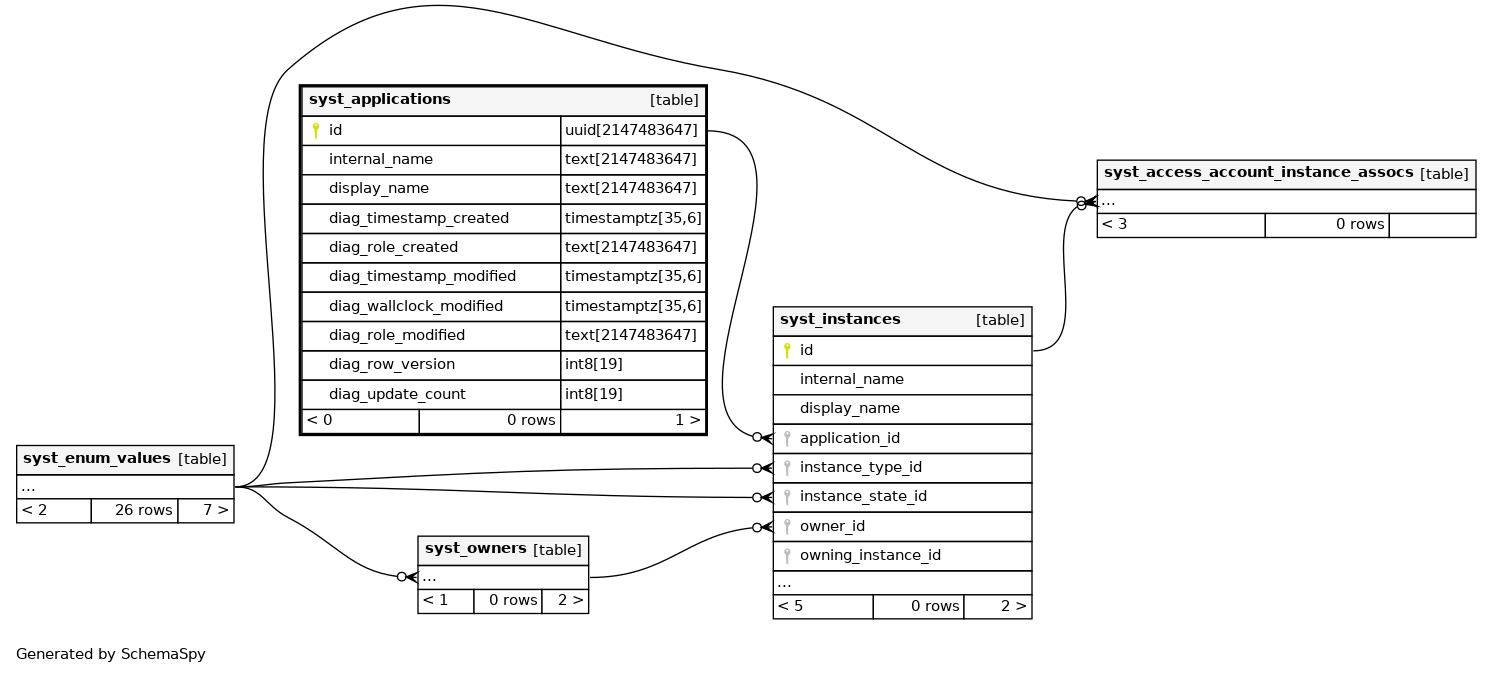 syst_applications [table]
id uuid[2147483647]
internal_name text[2147483647]
display_name text[2147483647]
diag_timestamp_created timestamptz[35,6]
diag_role_created text[2147483647]
diag_timestamp_modified timestamptz[35,6]
diag_wallclock_modified timestamptz[35,6]
diag_role_modified text[2147483647]
diag_row_version int8[19]
diag_update_count int8[19]
< 0 0 rows 1 >
syst_access_account_instance_assocs [table]
...
< 3 0 rows
syst_instances [table]
id
internal_name
display_name
application_id
instance_type_id
instance_state_id
owner_id
owning_instance_id
...
< 5 0 rows 2 >
syst_enum_values [table]
...
< 2 26 rows 7 >
syst_owners [table]
...
< 1 0 rows 2 >
Generated by SchemaSpy